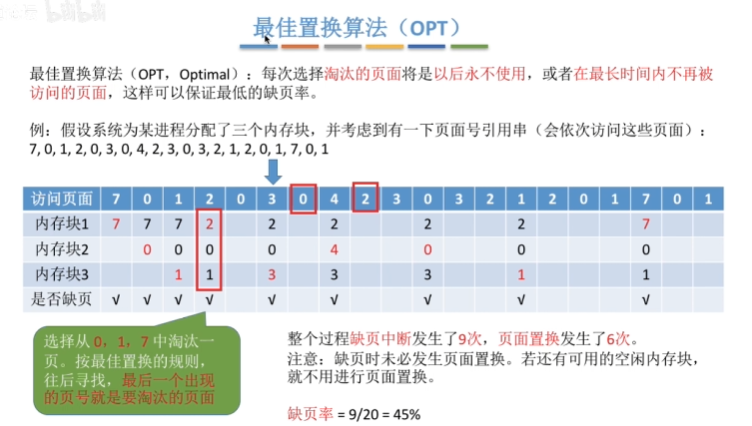 最佳置换算法（OPT）
最佳置换算法（OPT，Optimal）：每次选择淘汰的页面将是以后永不使用，或者在最长时间内不再被
访问的页面，这样可以保证最低的缺页率。
例：假设系统为某进程分配了三个内存块，并考虑到有一下页面号引用串（会依次访问这些页面）：
7, 0, 1, 2, 0, 3, 0, 4, 2, 3, 0, 3, 2, 1, 2, 0, 1, 7, 0, 1
访问页面 7 0 1 2 0 3 0 4 2 3 0 3 2 1 2 0 1 7 0 1
内存块1 7 7 7 2 2 2 2 2 7
内存块2 0 0 0 0 4 0 0 0
内存块3 1 1 3 3 3 1 1
是否缺页 √ √ √ √ √ √ √ √ √
选择从 0，1，7 中淘汰一
页。按最佳置换的规则，
往后寻找，最后一个出现
的页号就是要淘汰的页面
整个过程缺页中断发生了9次，页面置换发生了6次。
注意：缺页时未必发生页面置换。若还有可用的空闲内存块，
就不用进行页面置换。
缺页率 = 9/20 = 45%